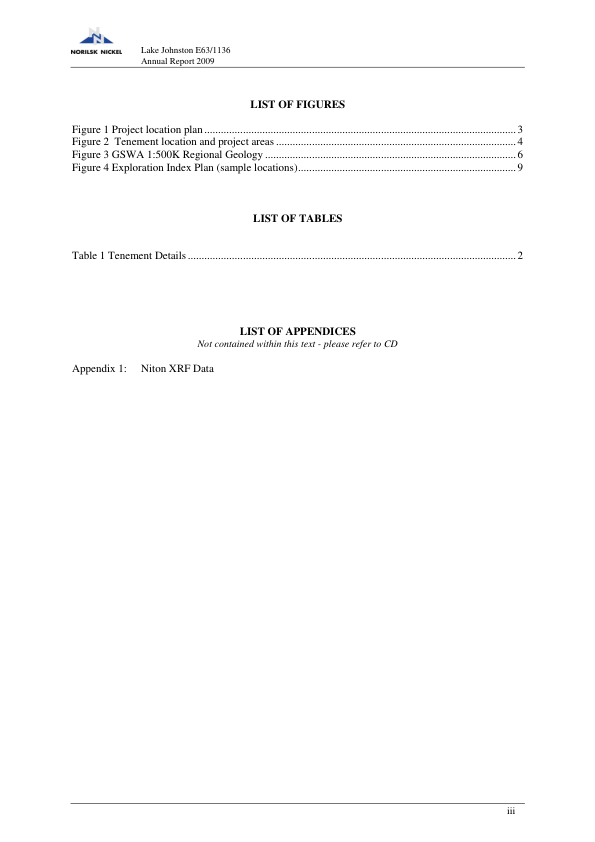 NORILSK NICKEL
Lake Johnston E63/1136
Annual Report 2009
LIST OF FIGURES
Figure 1 Project location plan ................................................................................................................. 3
Figure 2  Tenement location and project areas ....................................................................................... 4
Figure 3 GSWA 1:500K Regional Geology ........................................................................................... 6
Figure 4 Exploration Index Plan (sample locations)............................................................................... 9
LIST OF TABLES
Table 1 Tenement Details ....................................................................................................................... 2
LIST OF APPENDICES
Not contained within this text - please refer to CD
Appendix 1: Niton XRF Data
iii